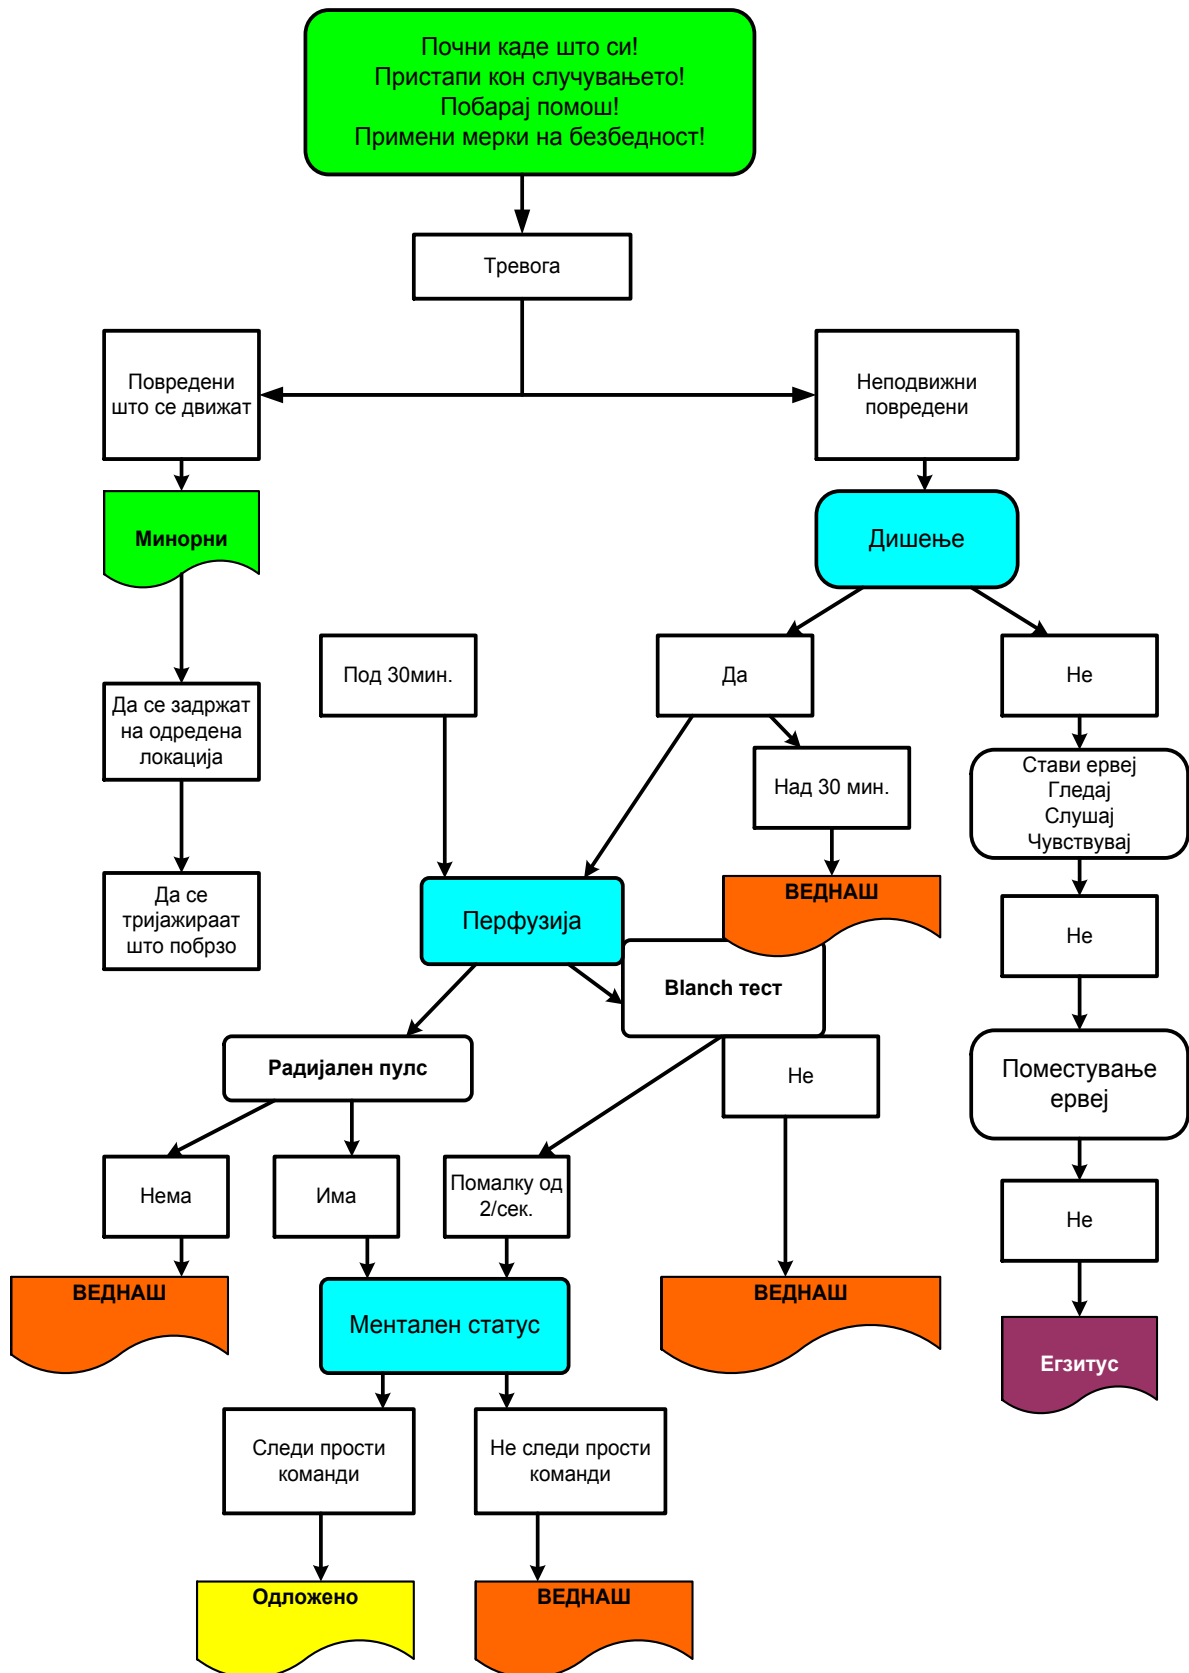 Почни каде што си!
Пристапи кон случувањето!
Побарај помош!
Примени мерки на безбедност!
Тревога
Повредени
што се движат
Неподвижни
повредени
Минорни
Дишење
Под 30мин.
Да
Не
Да се задржат
на одредена
локација
Над 30 мин.
Стави ервеј
Гледај
Слушај
Чувствувај
Да се
тријажираат
што побрзо
Перфузија
ВЕДНАШ
Не
Blanch тест
Радијален пулс
Не
Поместување
ервеј
Нема
Има
Помалку од
2/сек.
Не
ВЕДНАШ
Ментален статус
ВЕДНАШ
Егзитус
Следи прости
команди
Не следи прости
команди
Одложено
ВЕДНАШ